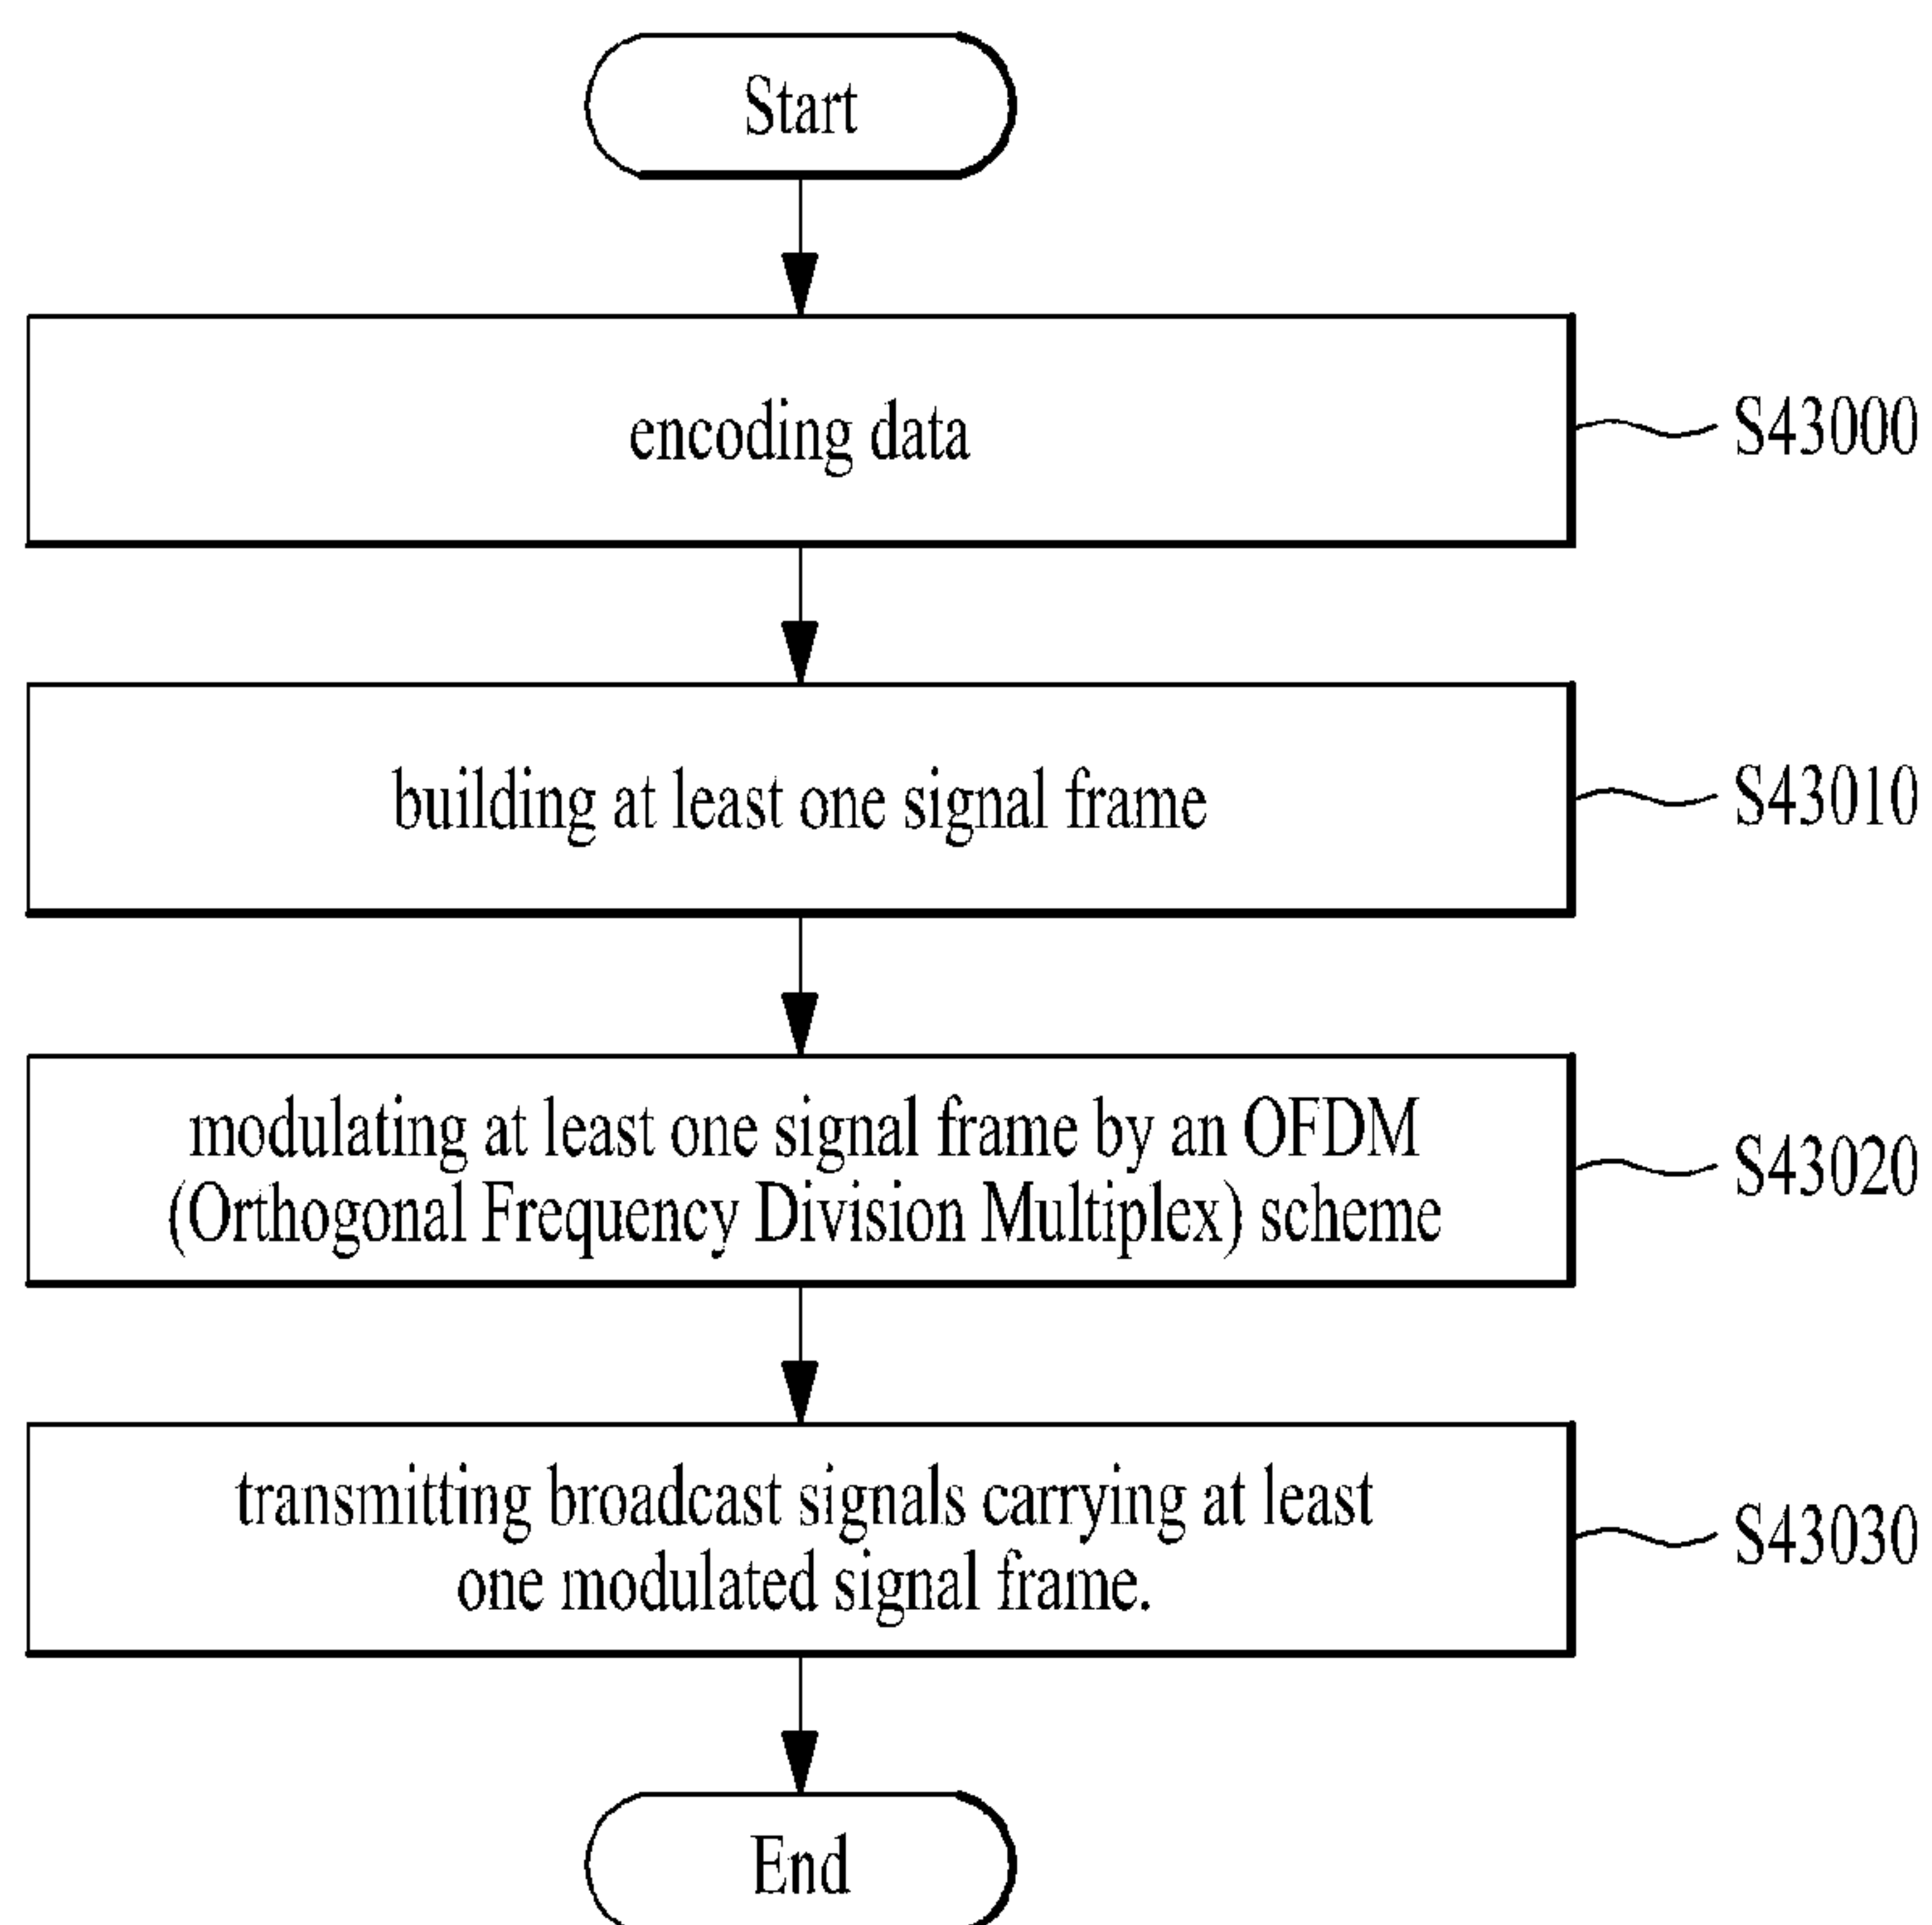 Start
encoding data
S43000
building at least one signal frame
S43010
modulating at least one signal frame by an OFDM
(Orthogonal Frequency Division Multiplex) scheme
S43020
transmitting broadcast signals carrying at least
one modulated signal frame.
S43030
End